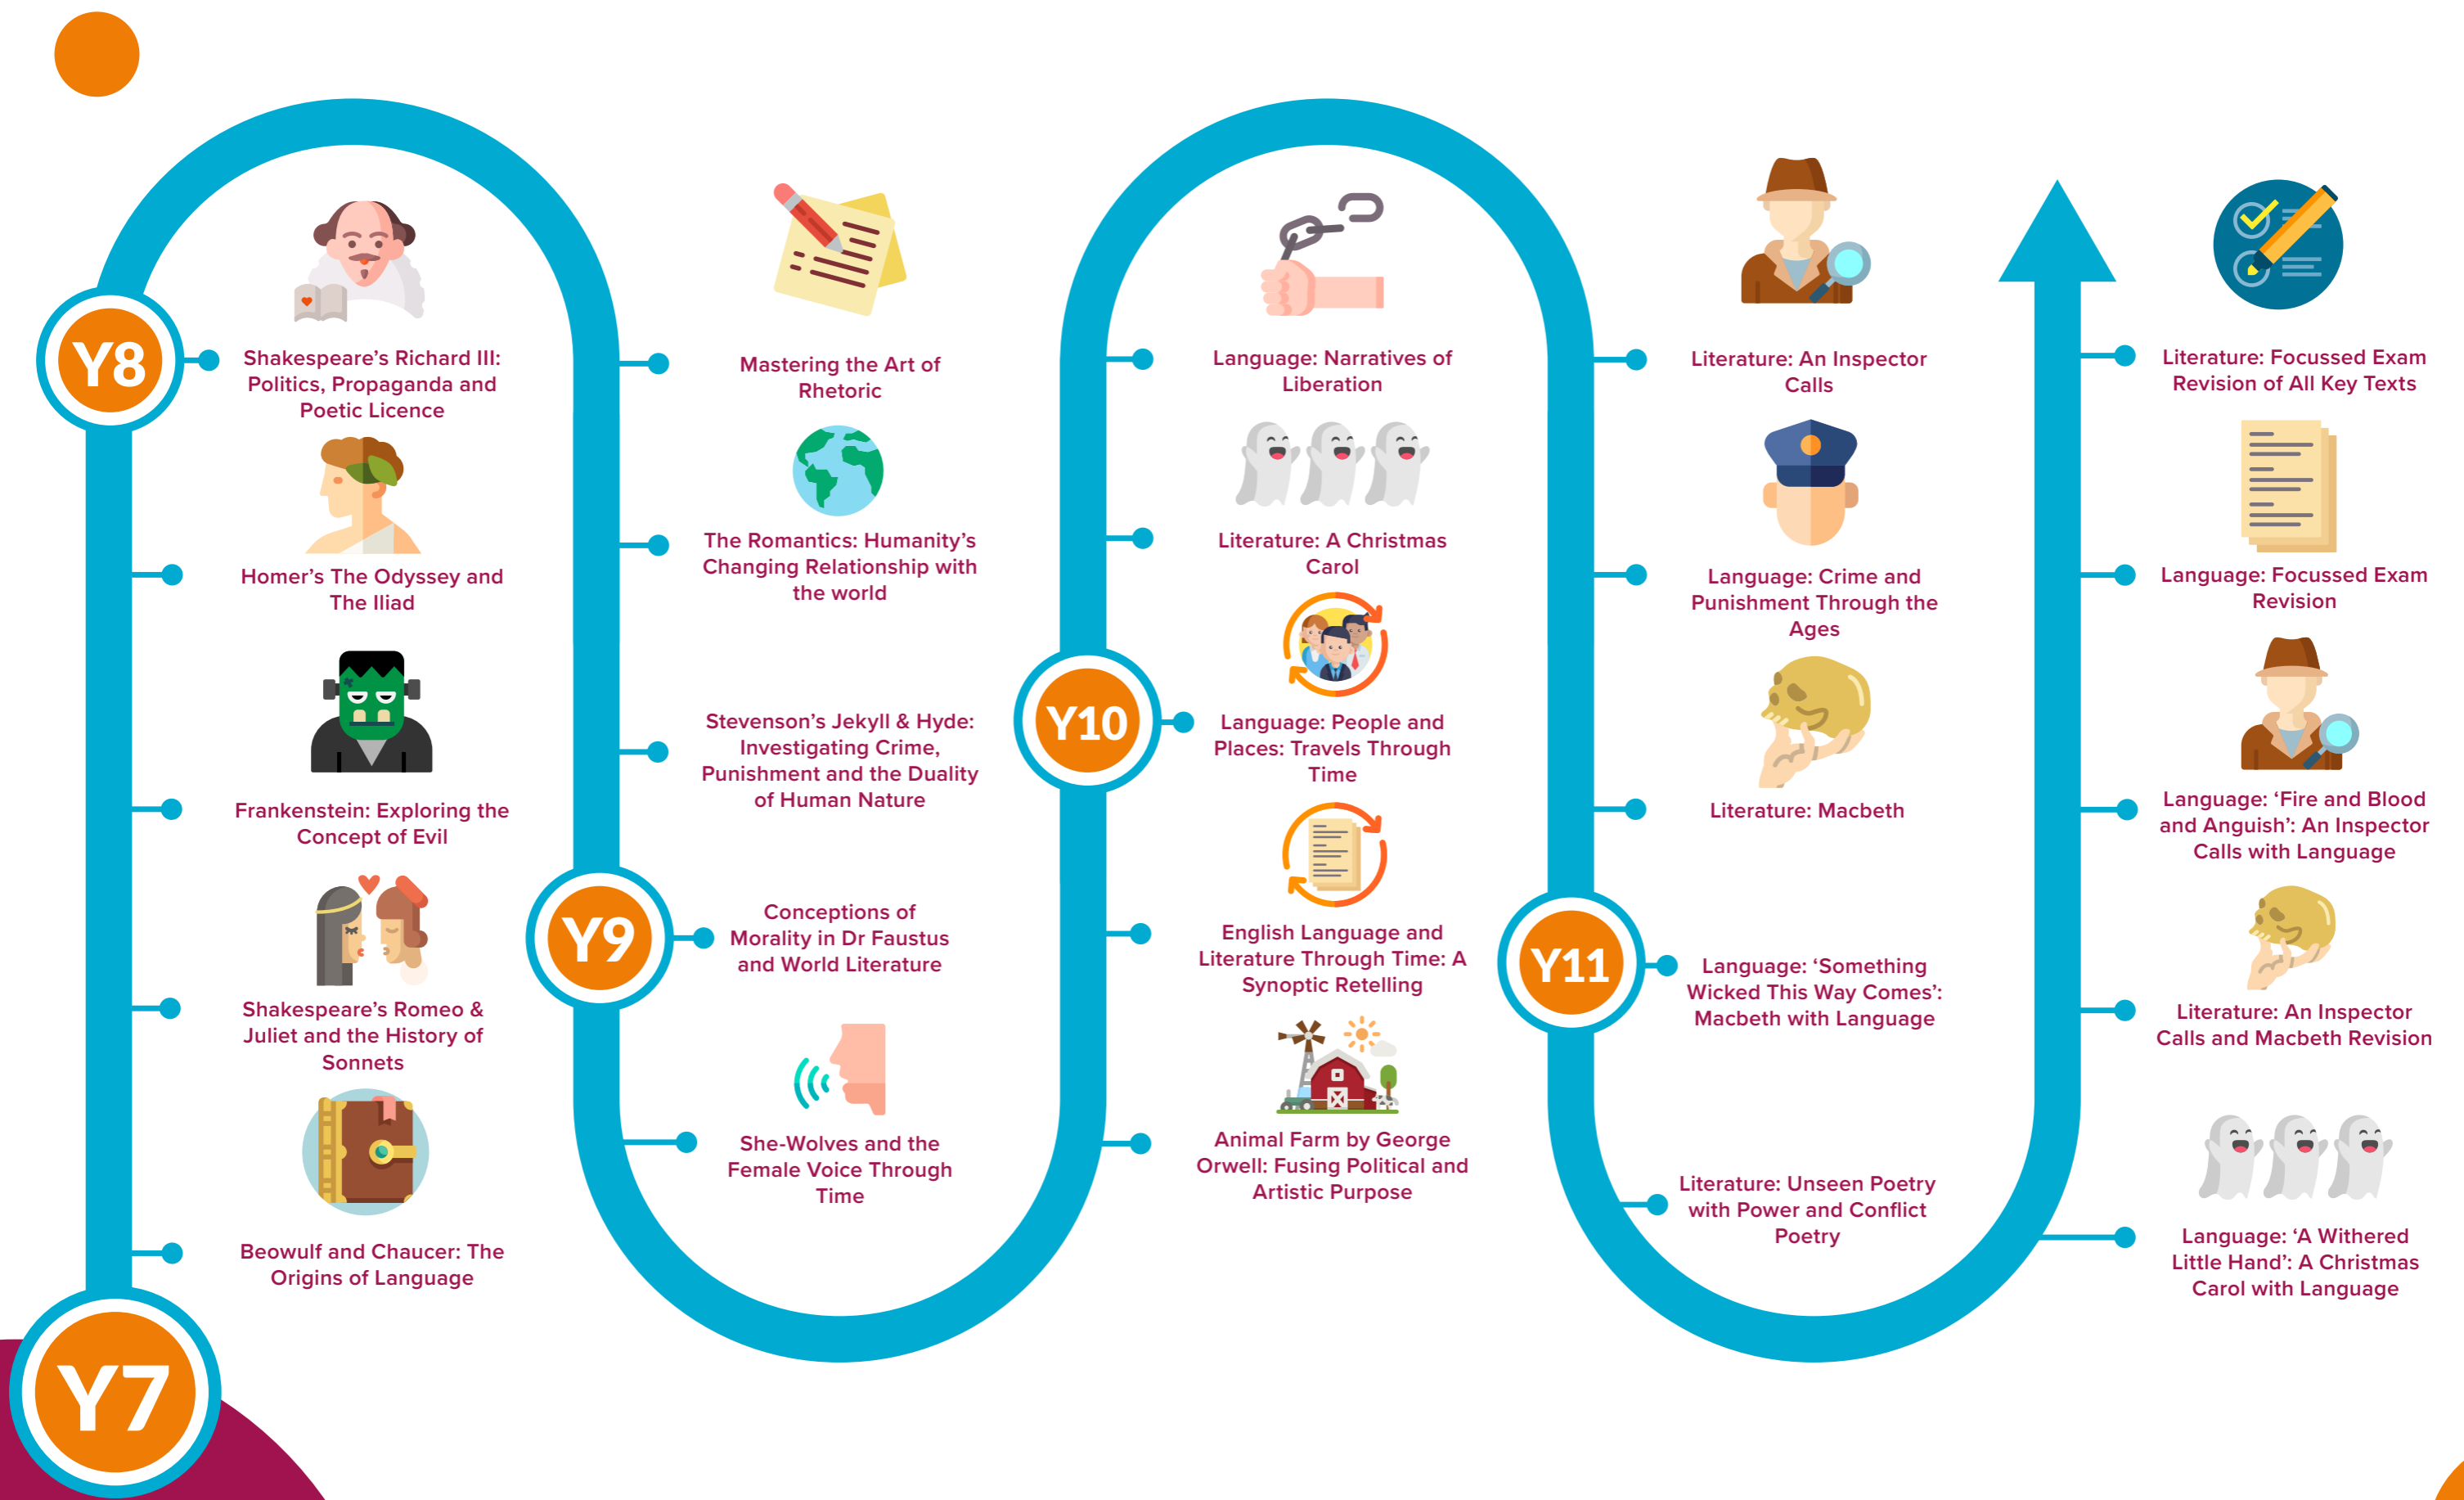 Y8
Shakespeare’s Richard III:
Politics, Propaganda and
Poetic Licence
Homer’s The Odyssey and
The Iliad
Frankenstein: Exploring the
Concept of Evil
Shakespeare’s Romeo &
Juliet and the History of
Sonnets
Beowulf and Chaucer: The
Origins of Language
Y7
Mastering the Art of
Rhetoric
The Romantics: Humanity’s
Changing Relationship with
the world
Stevenson’s Jekyll & Hyde:
Investigating Crime,
Punishment and the Duality
of Human Nature
Y9
Conceptions of
Morality in Dr Faustus
and World Literature
She-Wolves and the
Female Voice Through
Time
Language: Narratives of
Liberation
Literature: A Christmas
Carol
Y10
Language: People and
Places: Travels Through
Time
English Language and
Literature Through Time: A
Synoptic Retelling
Animal Farm by George
Orwell: Fusing Political and
Artistic Purpose
Literature: An Inspector
Calls
Language: Crime and
Punishment Through the
Ages
Literature: Macbeth
Y11
Language: ‘Something
Wicked This Way Comes’:
Macbeth with Language
Literature: Unseen Poetry
with Power and Conflict
Poetry
Literature: Focussed Exam
Revision of All Key Texts
Language: Focussed Exam
Revision
Language: ‘Fire and Blood
and Anguish’: An Inspector
Calls with Language
Literature: An Inspector
Calls and Macbeth Revision
Language: ‘A Withered
Little Hand’: A Christmas
Carol with Language